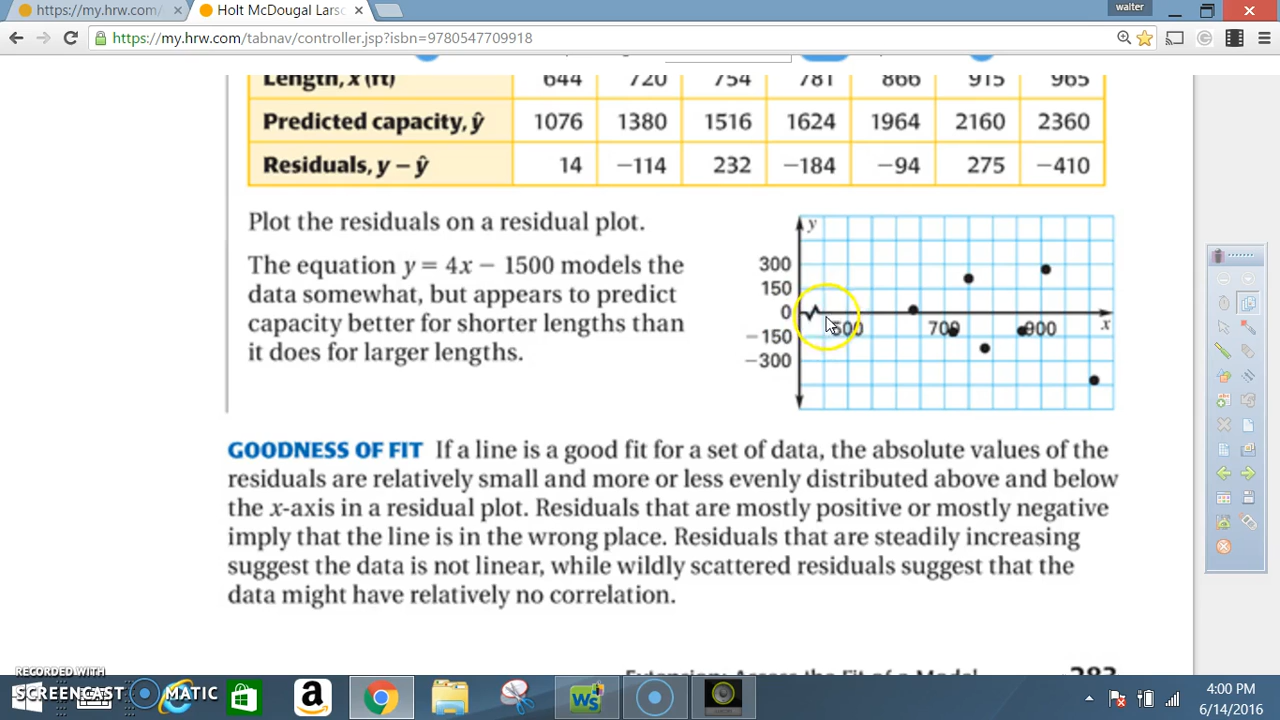 https://my.hrw.com/tabnav/ × Holt McDougal Lars × walter
https://my.hrw.com/tabnav/controller.jsp?isbn=9780547709918
Length, x (ft) 644 720 754 781 866 915 965
Predicted capacity, ŷ 1076 1380 1516 1624 1964 2160 2360
Residuals, y – ŷ 14 –114 232 –184 –94 275 –410
Plot the residuals on a residual plot.
The equation y = 4x – 1500 models the
data somewhat, but appears to predict
capacity better for shorter lengths than
it does for larger lengths.
y
300
150
0
–150
–300
500 700 900 x
GOODNESS OF FIT If a line is a good fit for a set of data, the absolute values of the
residuals are relatively small and more or less evenly distributed above and below
the x-axis in a residual plot. Residuals that are mostly positive or mostly negative
imply that the line is in the wrong place. Residuals that are steadily increasing
suggest the data is not linear, while wildly scattered residuals suggest that the
data might have relatively no correlation.
Extension: Assess the Fit of a Model 283
RECORDED WITH
SCREENCAST MATIC
4:00 PM
6/14/2016